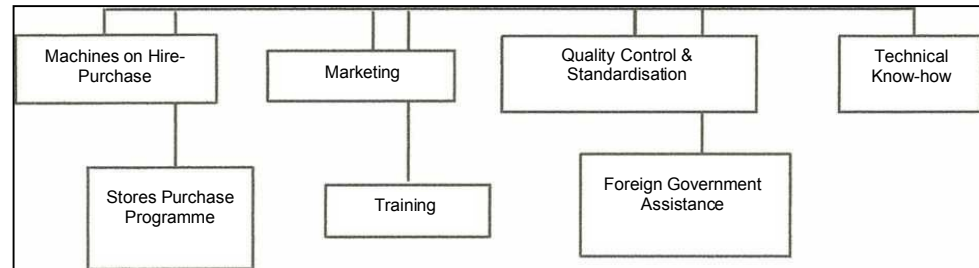 Machines on Hire-
Purchase
Marketing
Quality Control &
Standardisation
Technical
Know-how
Stores Purchase
Programme
Training
Foreign Government
Assistance